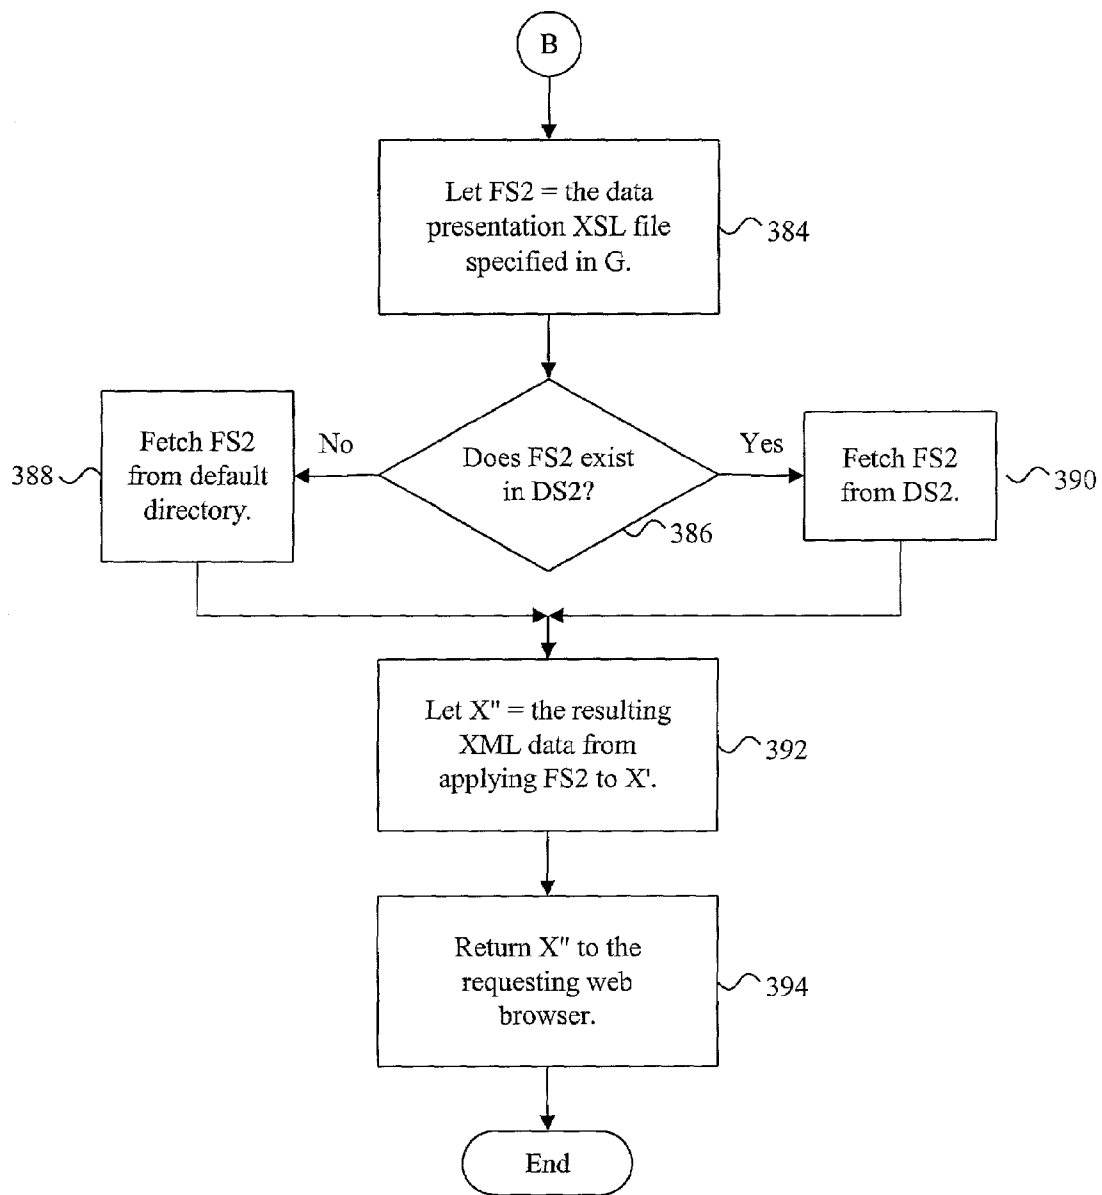 B
Let FS2 = the data
presentation XSL file
specified in G.
384
No
Yes
Fetch FS2
from default
directory.
388
Does FS2 exist
in DS2?
386
Fetch FS2
from DS2.
390
Let X" = the resulting
XML data from
applying FS2 to X'.
392
Return X" to the
requesting web
browser.
394
End